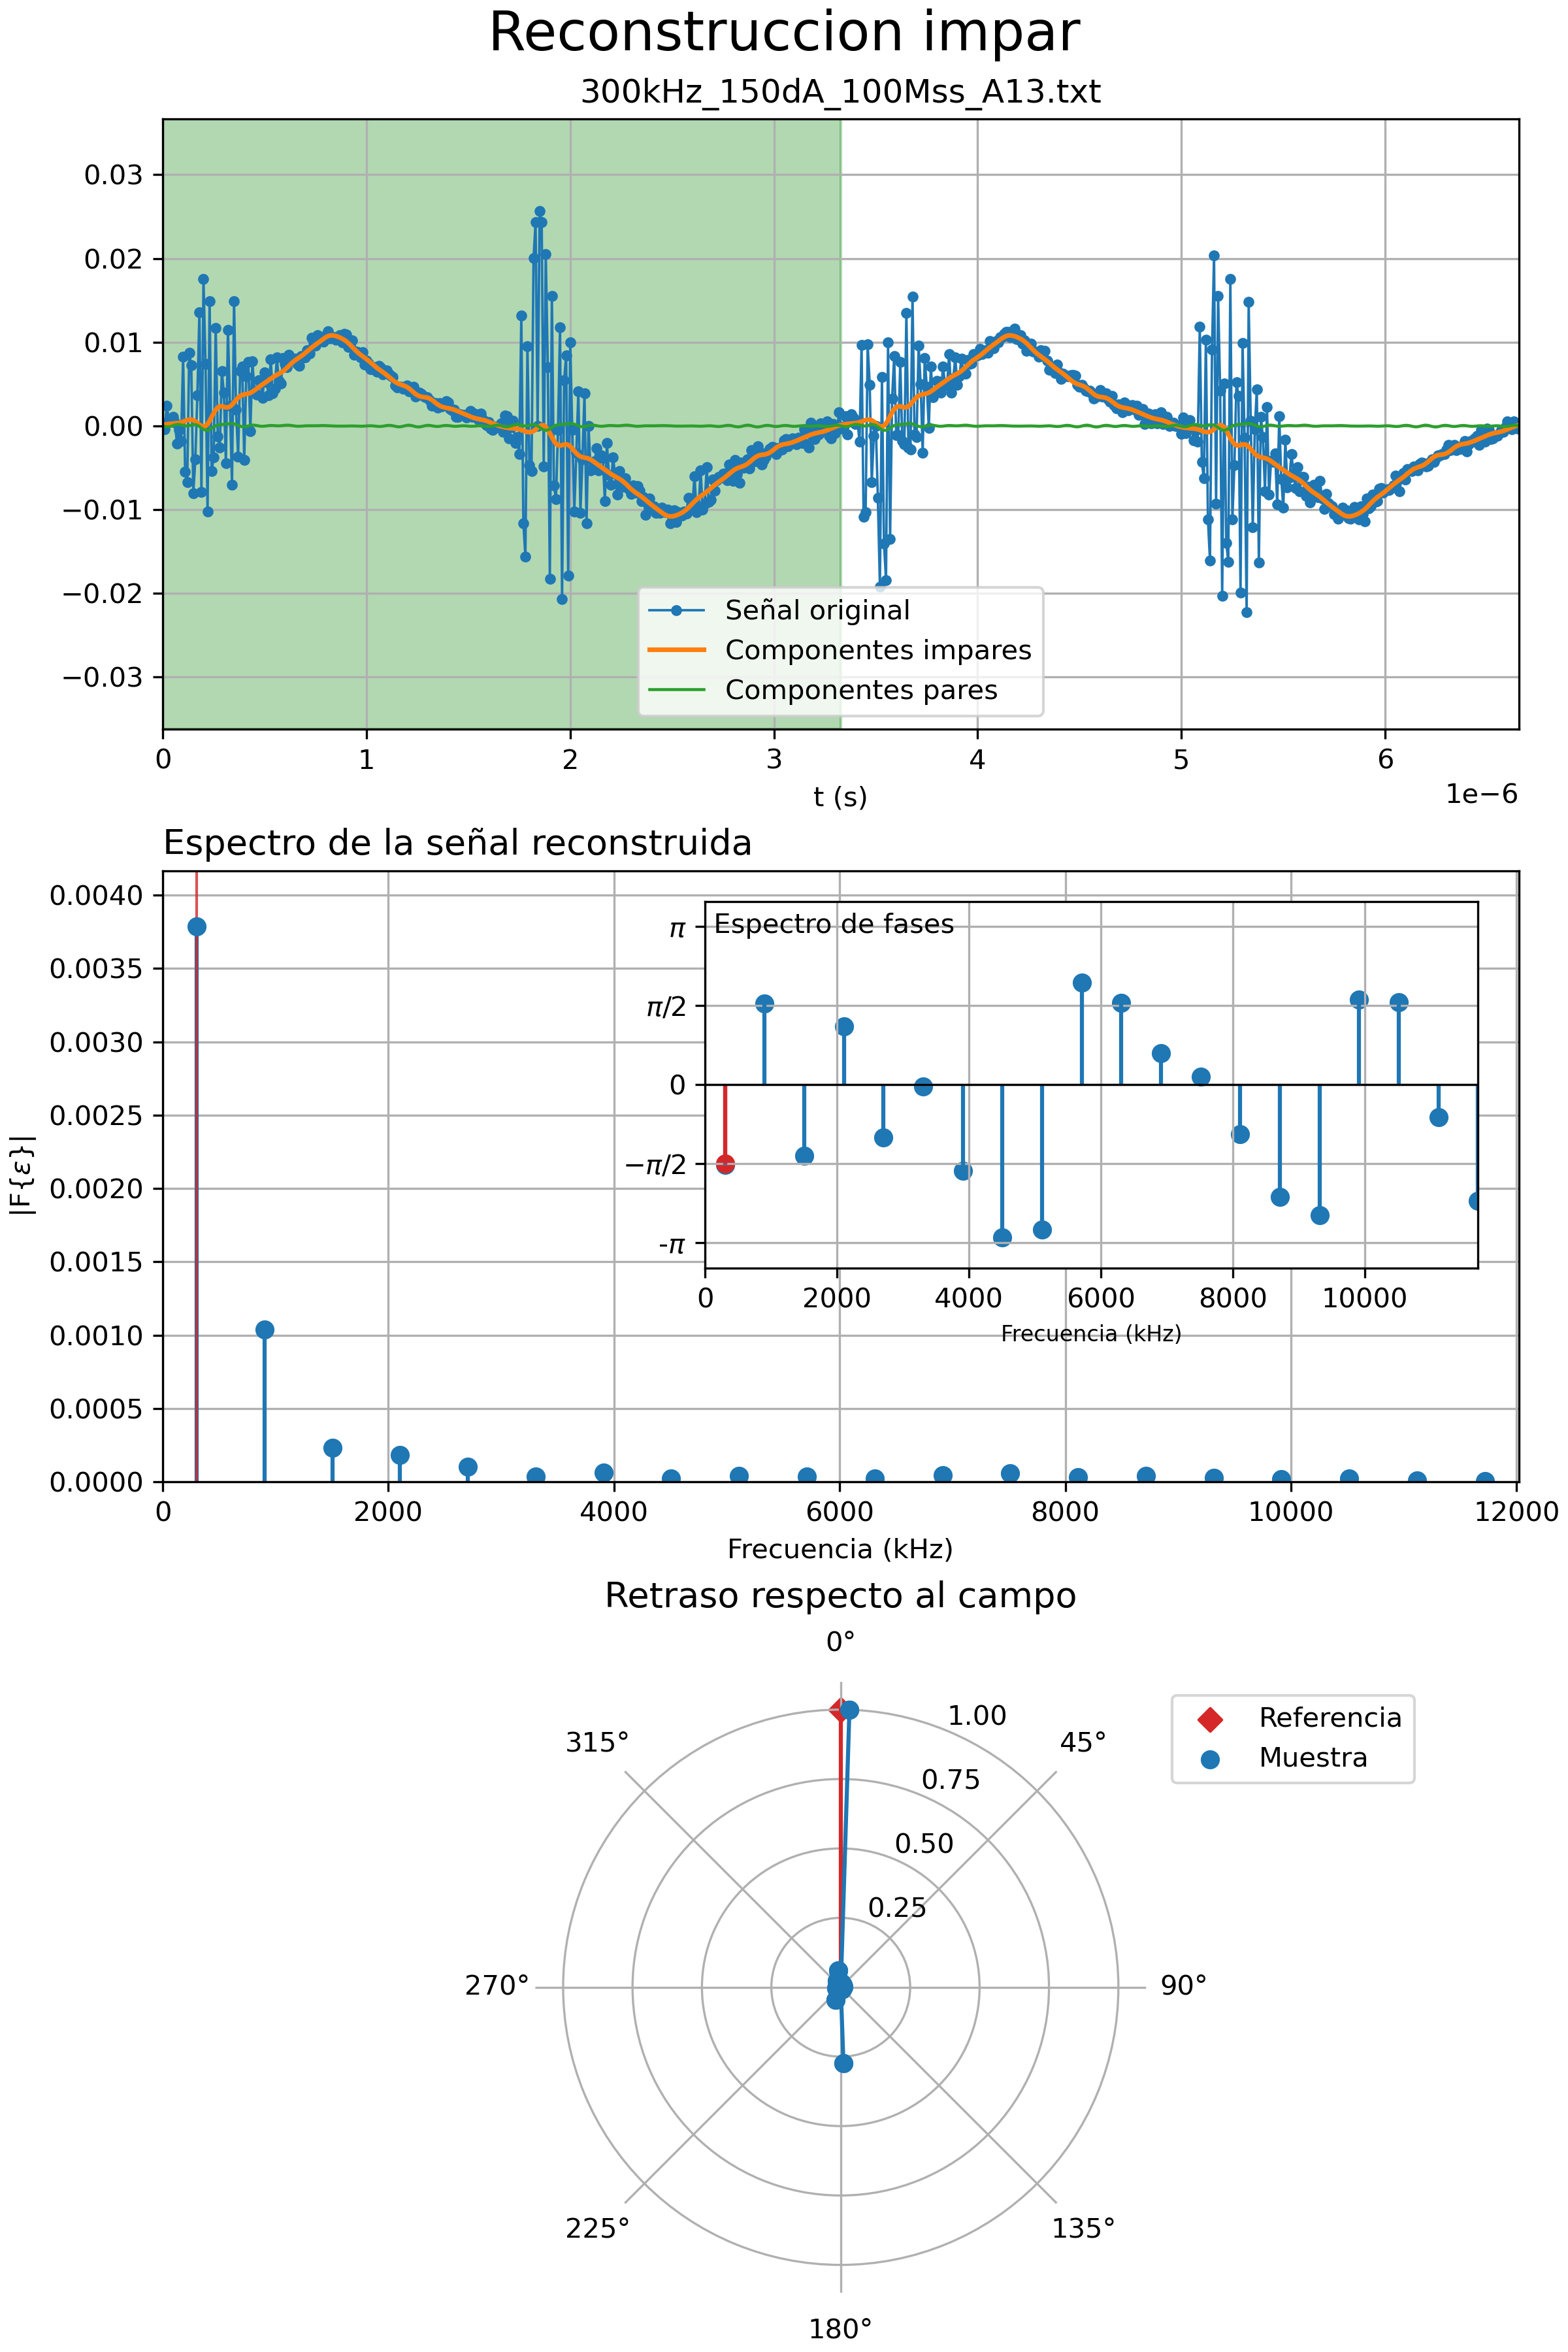 Reconstruccion impar
300kHz_150dA_100Mss_A13.txt
0.03
0.02
0.01
0.00
−0.01
−0.02
−0.03
Señal original
Componentes impares
Componentes pares
0 1 2 3 4 5 6
t (s)
1e−6
Espectro de la señal reconstruida
0.0040
0.0035
0.0030
0.0025
0.0020
0.0015
0.0010
0.0005
0.0000
|F{ε}|
Espectro de fases
π
π/2
0
−π/2
-π
0 2000 4000 6000 8000 10000
Frecuencia (kHz)
0 2000 4000 6000 8000 10000 12000
Frecuencia (kHz)
Retraso respecto al campo
0°
45°
90°
135°
180°
225°
270°
315°
1.00
0.75
0.50
0.25
Referencia
Muestra